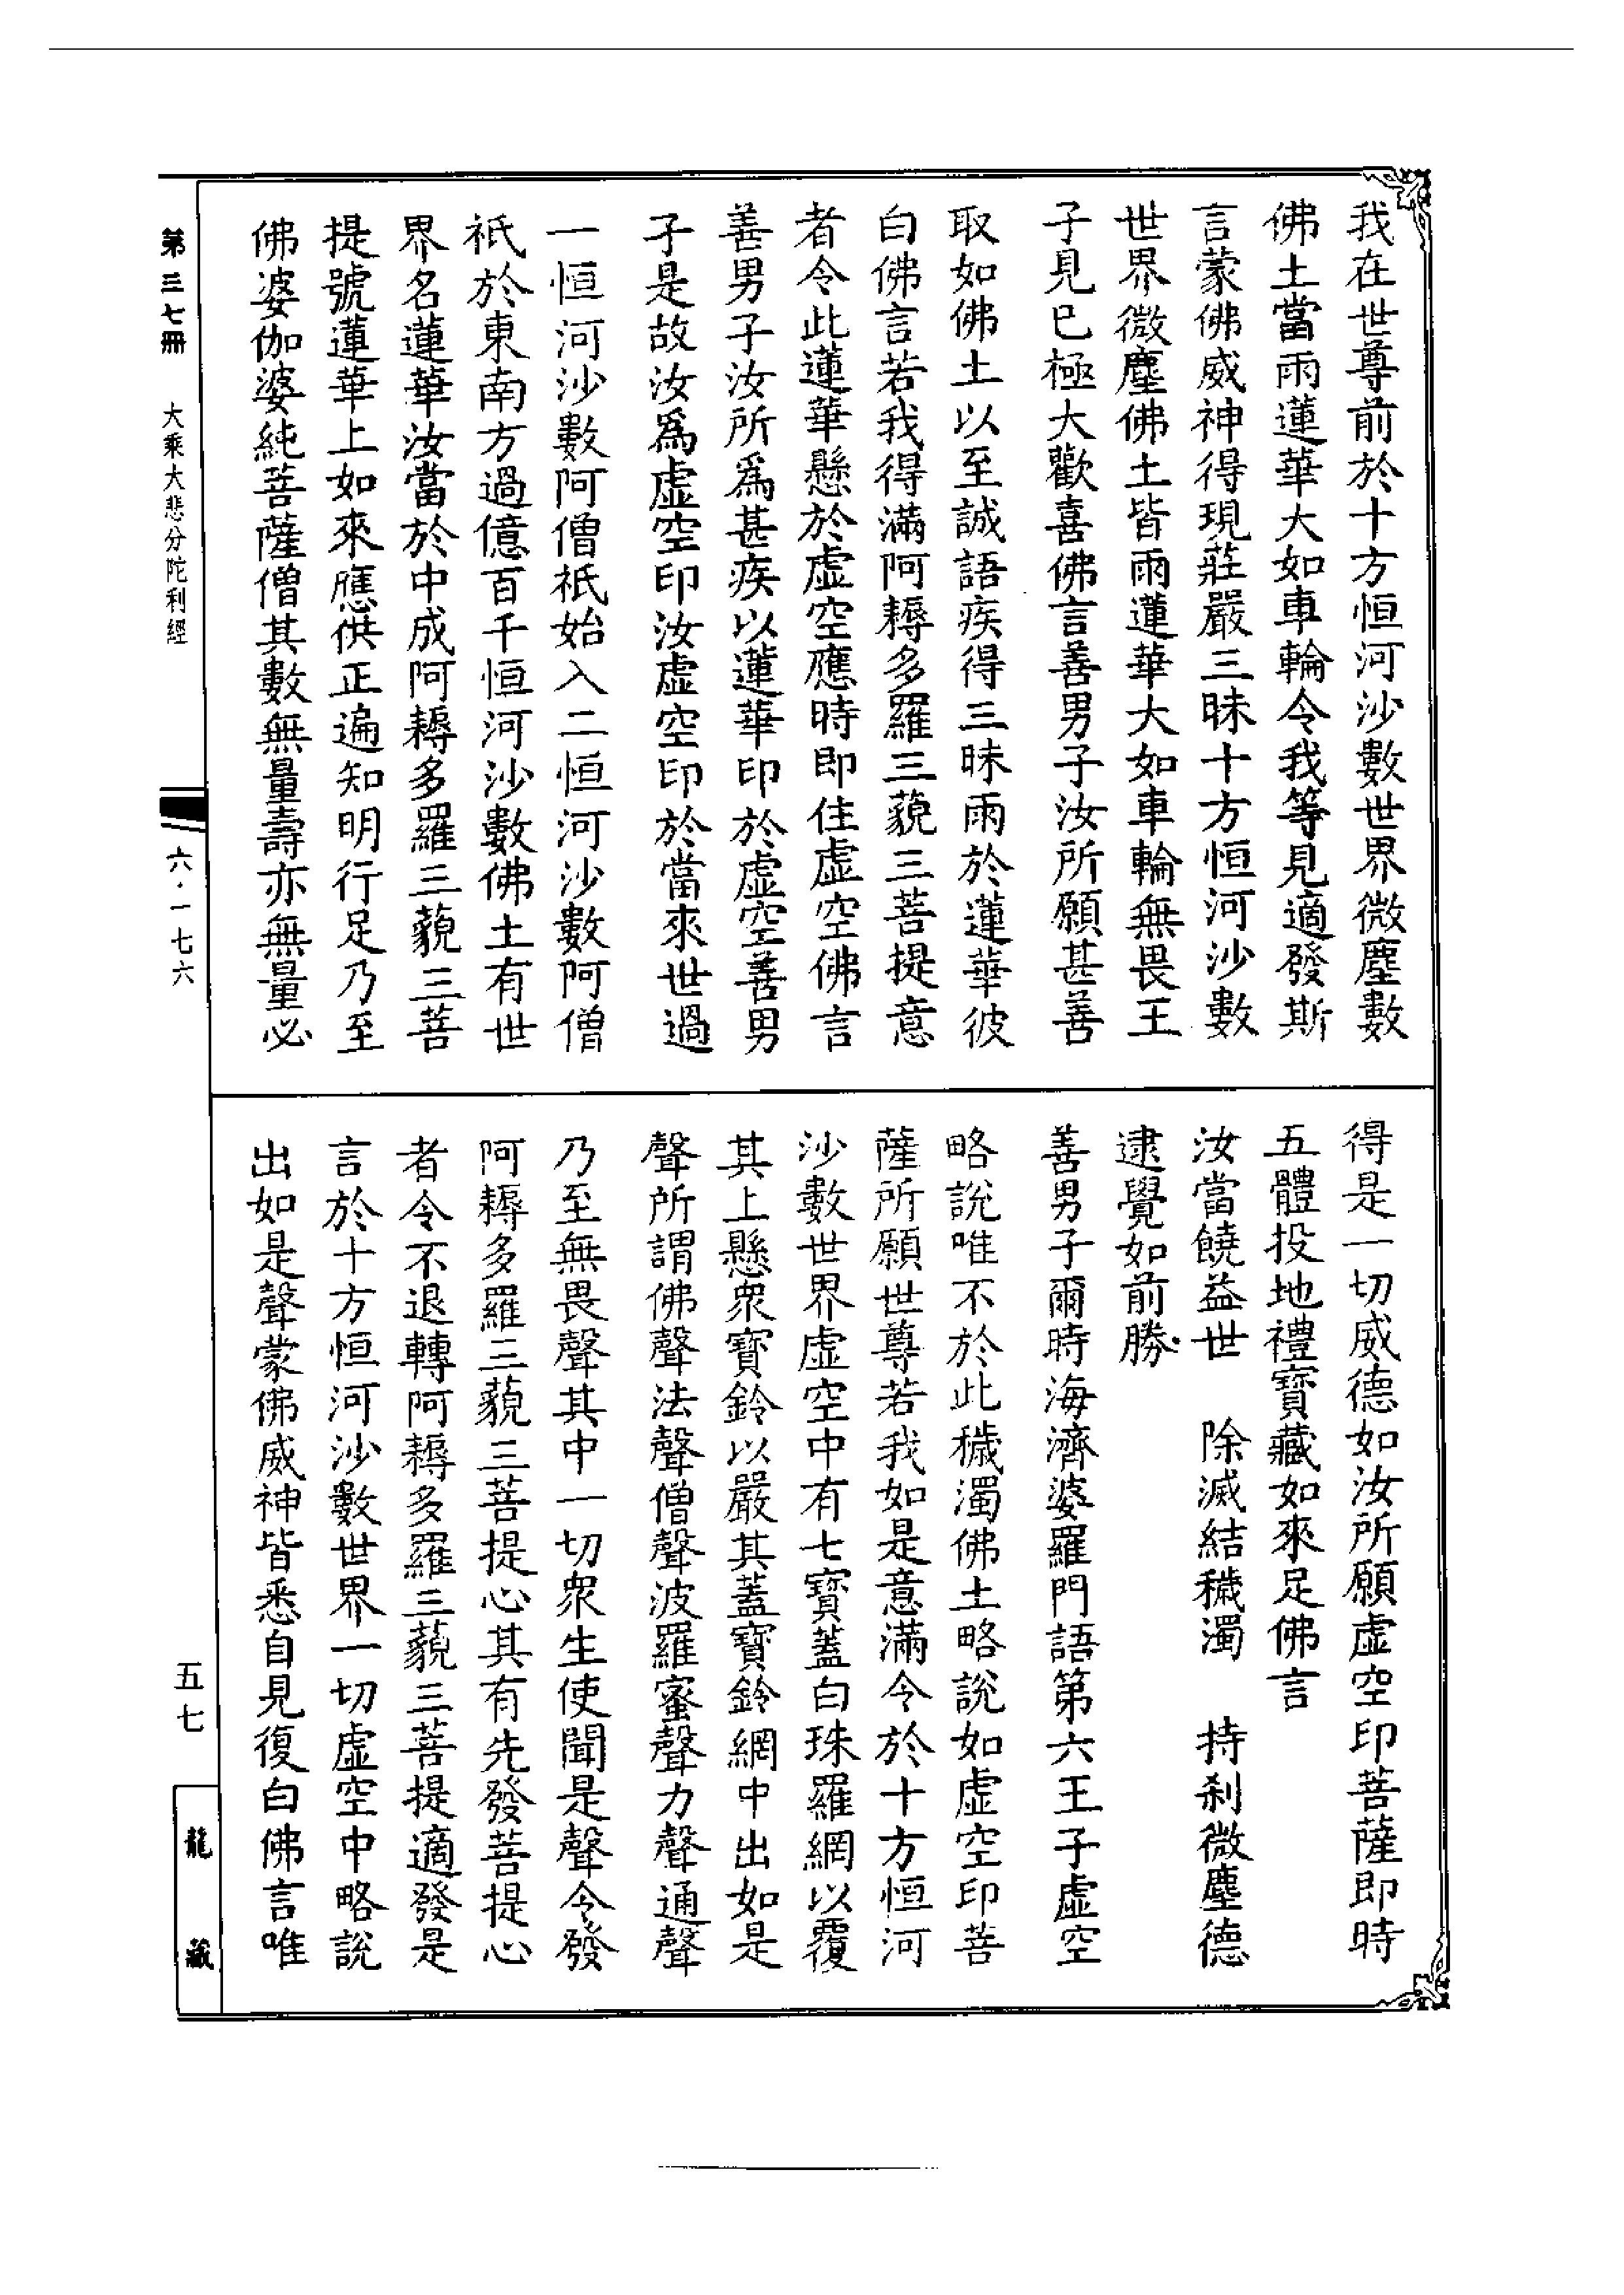 我在世尊前於十方恒河沙數世界微塵數
佛土當雨蓮華大如車輪令我等見適發斯
言蒙佛威神得現莊嚴三昧十方恒河沙數
世界微塵佛土皆雨蓮華大如車輪無畏王
子見已極大歡喜佛言善男子汝所願甚善
取如佛土以至誠語疾得三昧雨於蓮華彼
白佛言若我得滿阿耨多羅三藐三菩提意
者令此蓮華懸於虛空應時即住虛空佛言
善男子汝所爲甚疾以蓮華印於虛空善男
子是故汝爲虛空印汝虛空印於當來世過
一恒河沙數阿僧祇始入二恒河沙數阿僧
祇於東南方過億百千恒河沙數佛土有世
界名蓮華汝當於中成阿耨多羅三藐三菩
提號蓮華上如來應供正遍知明行足乃至
佛婆伽婆純菩薩僧其數無量壽亦無量必
得是一切威德如汝所願虛空印菩薩即時
五體投地禮寶藏如來足佛言
汝當饒益世　除滅結穢濁　持刹微塵德
逮覺如前勝
善男子爾時海濟婆羅門語第六王子虛空
略說唯不於此穢濁佛土略說如虛空印菩
薩所願世尊若我如是意滿令於十方恒河
沙數世界虛空中有七寶蓋白珠羅網以覆
其上懸衆寶鈴以嚴其蓋寶鈴網中出如是
聲所謂佛聲法聲僧聲波羅蜜聲力聲通聲
乃至無畏聲其中一切衆生使聞是聲令發
阿耨多羅三藐三菩提心其有先發菩提心
者令不退轉阿耨多羅三藐三菩提適發是
言於十方恒河沙數世界一切虛空中略說
出如是聲蒙佛威神皆悉自見復白佛言唯
第三七冊　大乘大悲分陀利經
六·一七六
五七
龍藏